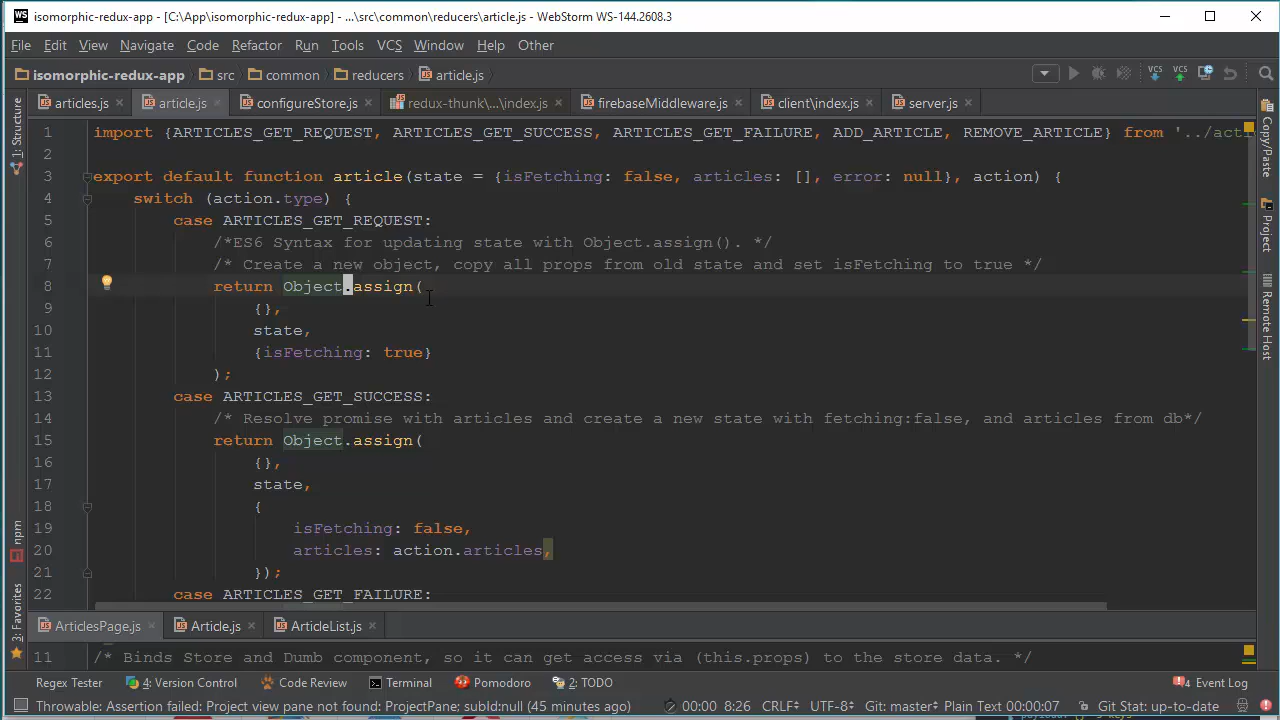 WS isomorphic-redux-app - [C:\App\isomorphic-redux-app] - ...\src\common\reducers\article.js - WebStorm WS-144.2608.3
File Edit View Navigate Code Refactor Run Tools VCS Window Help Other
isomorphic-redux-app src common reducers article.js VCS VCS
articles.js article.js configureStore.js redux-thunk\...\index.js firebaseMiddleware.js client\index.js server.js
1 import {ARTICLES_GET_REQUEST, ARTICLES_GET_SUCCESS, ARTICLES_GET_FAILURE, ADD_ARTICLE, REMOVE_ARTICLE} from '../acti
2
3 export default function article(state = {isFetching: false, articles: [], error: null}, action) {
4 switch (action.type) {
5 case ARTICLES_GET_REQUEST:
6 /*ES6 Syntax for updating state with Object.assign(). */
7 /* Create a new object, copy all props from old state and set isFetching to true */
8 return Object.assign(
9 {},
10 state,
11 {isFetching: true}
12 );
13 case ARTICLES_GET_SUCCESS:
14 /* Resolve promise with articles and create a new state with fetching:false, and articles from db*/
15 return Object.assign(
16 {},
17 state,
18 {
19 isFetching: false,
20 articles: action.articles,
21 });
22 case ARTICLES_GET_FAILURE:
1: Structure
npm
3: Favorites
Copy/Paste
Project
Remote Host
ArticlesPage.js Article.js ArticleList.js
11 /* Binds Store and Dumb component, so it can get access via (this.props) to the store data. */
Regex Tester 4: Version Control Code Review Terminal Pomodoro 2: TODO 1 Event Log
Throwable: Assertion failed: Project view pane not found: ProjectPane; subId:null (45 minutes ago) 00:00 8:26 CRLF÷ UTF-8÷ Git: master÷ Pomodoro 00:00:07 Git Stat: up-to-date